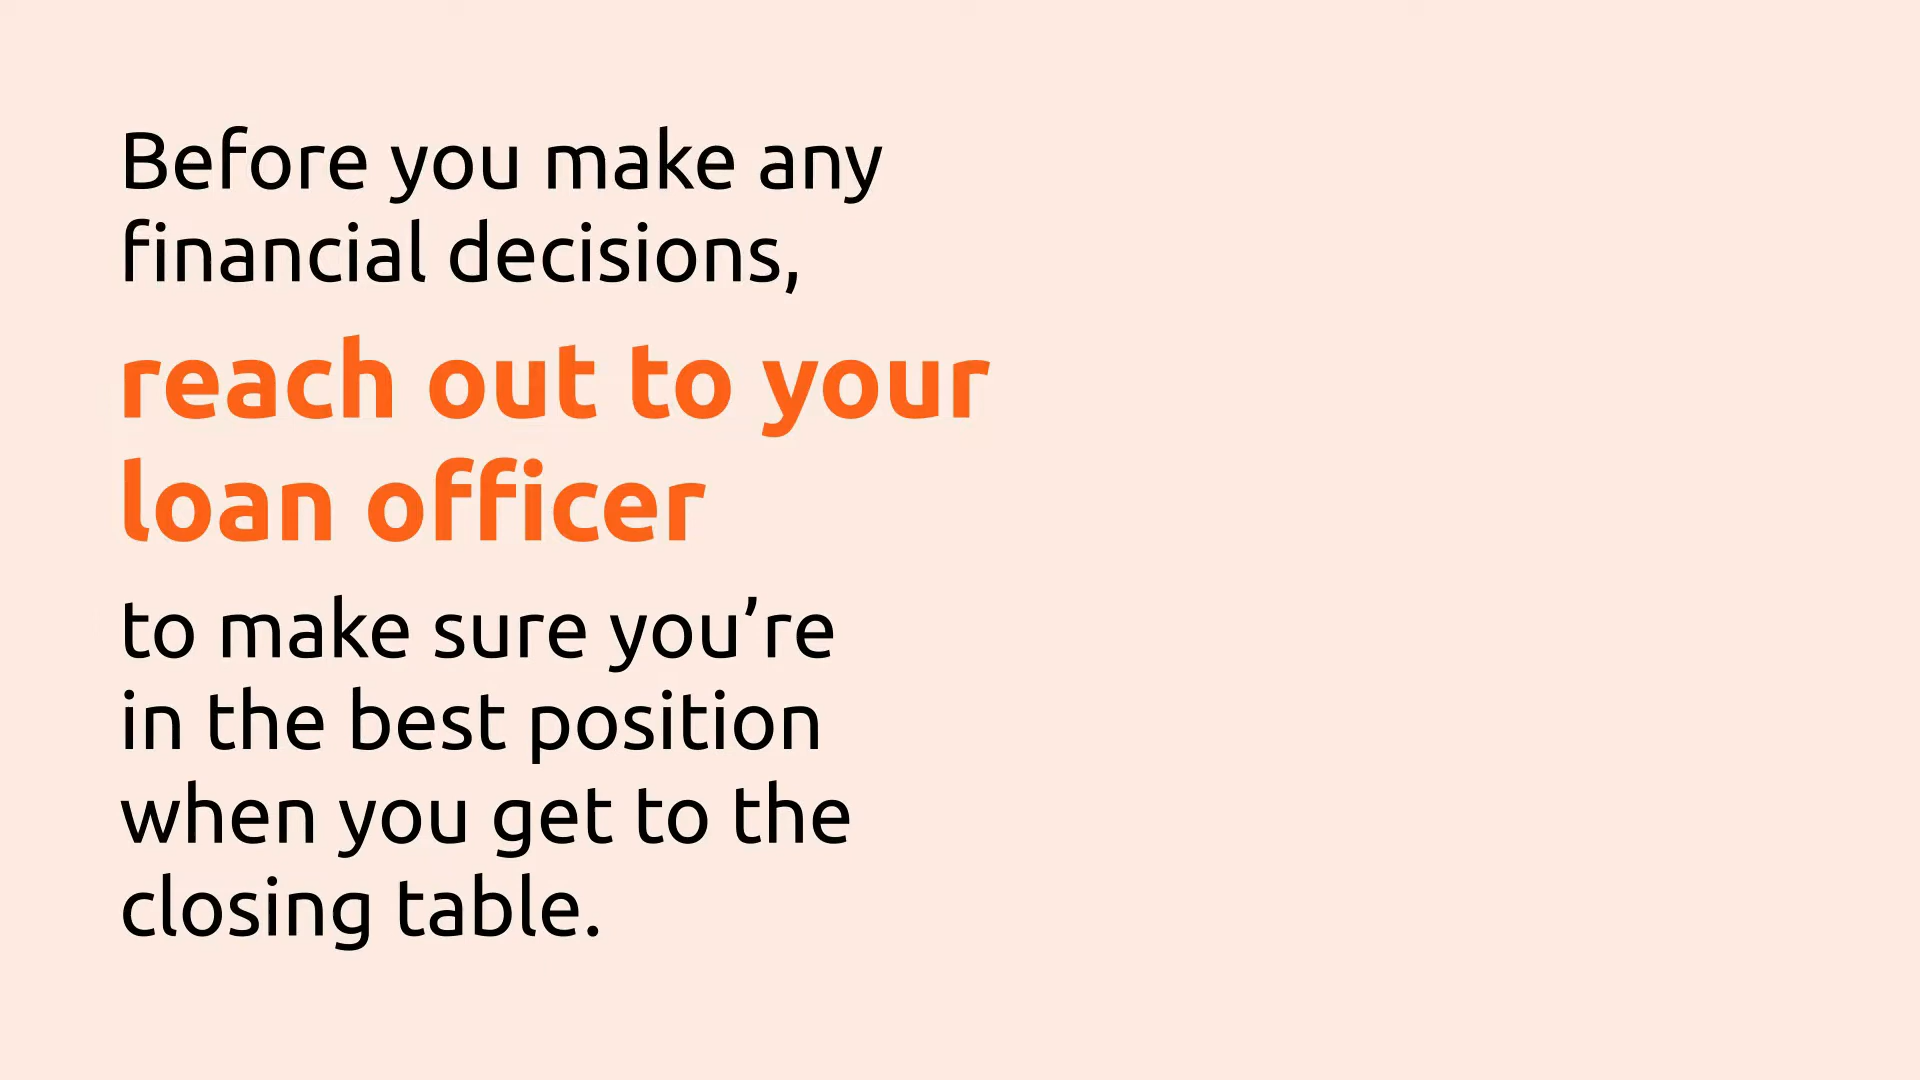 Before you make any
financial decisions,
reach out to your
loan officer
to make sure you’re
in the best position
when you get to the
closing table.